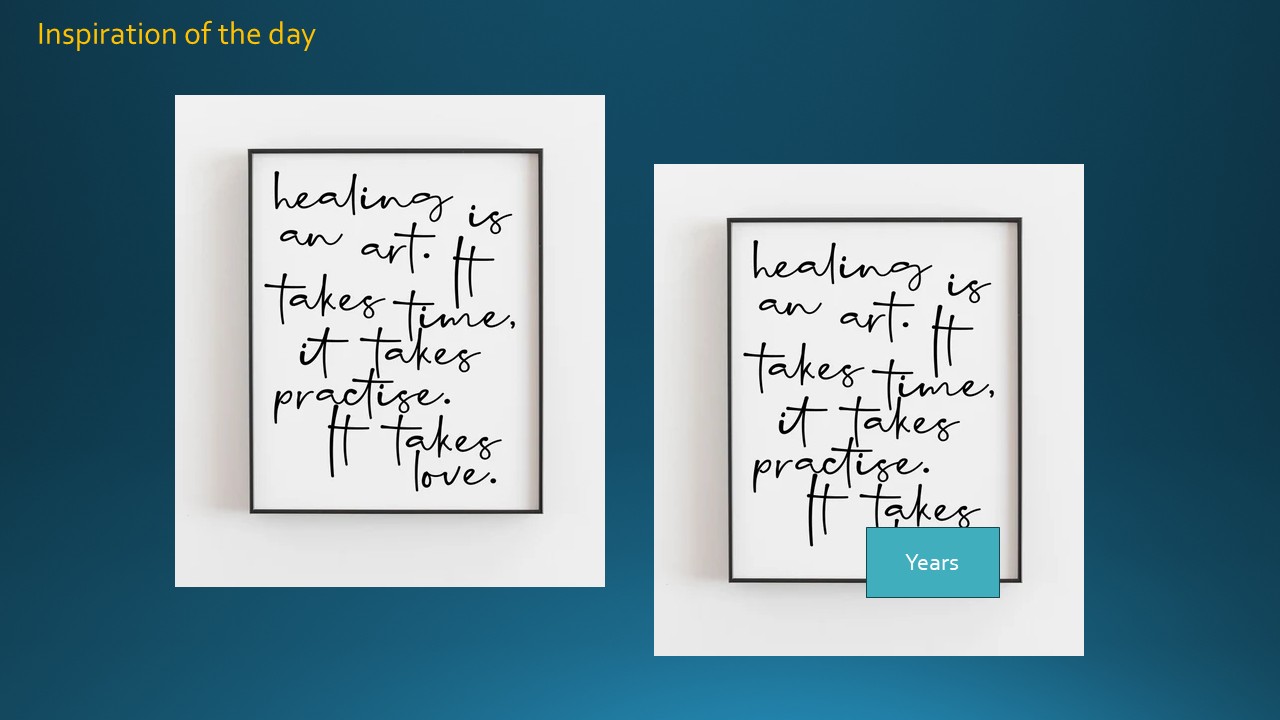 Inspiration of the day
healing is
an art. It
takes time,
it takes
practise.
It takes
love.
healing is
an art. It
takes time,
it takes
practise.
It takes
Years